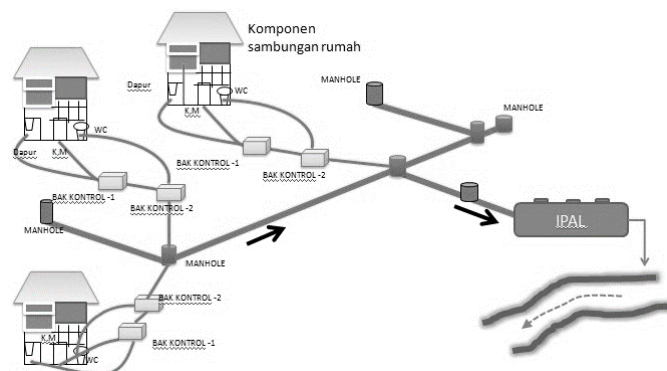 Komponen
sambungan rumah
MANHOLE
MANHOLE
Dapur
K,M
WC
WC
Dapur
K,M
BAK KONTROL -1
BAK KONTROL -2
BAK KONTROL -1
BAK KONTROL -2
IPAL
MANHOLE
MANHOLE
BAK KONTROL -2
K,M
BAK KONTROL -1
WC